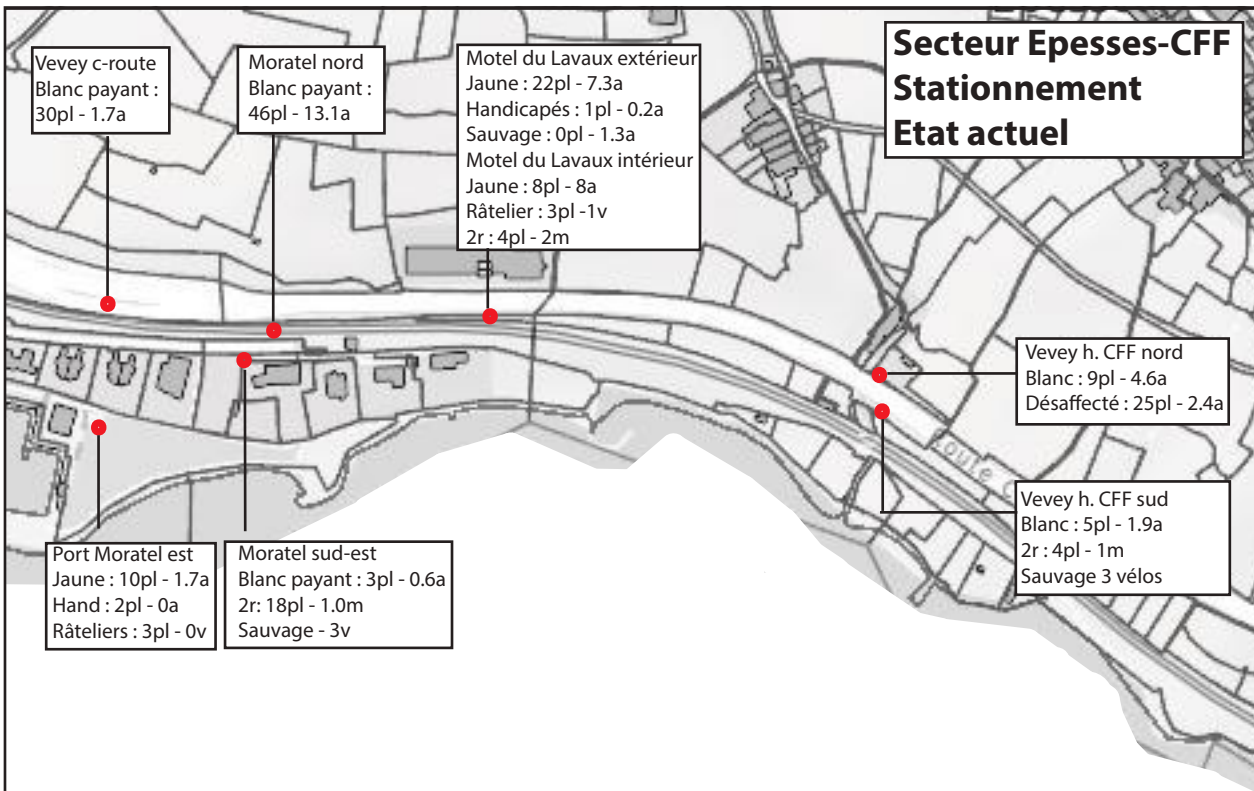 Secteur Epesses-CFF
Stationnement
Etat actuel
Vevey c-route
Blanc payant :
30pl - 1.7a
Moratel nord
Blanc payant :
46pl - 13.1a
Motel du Lavaux extérieur
Jaune : 22pl - 7.3a
Handicapés : 1pl - 0.2a
Sauvage : 0pl - 1.3a
Motel du Lavaux intérieur
Jaune : 8pl - 8a
Râtelier : 3pl -1v
2r : 4pl - 2m
Vevey h. CFF nord
Blanc : 9pl - 4.6a
Désaffecté : 25pl - 2.4a
Vevey h. CFF sud
Blanc : 5pl - 1.9a
2r : 4pl - 1m
Sauvage 3 vélos
Port Moratel est
Jaune : 10pl - 1.7a
Hand : 2pl - 0a
Râteliers : 3pl - 0v
Moratel sud-est
Blanc payant : 3pl - 0.6a
2r: 18pl - 1.0m
Sauvage - 3v